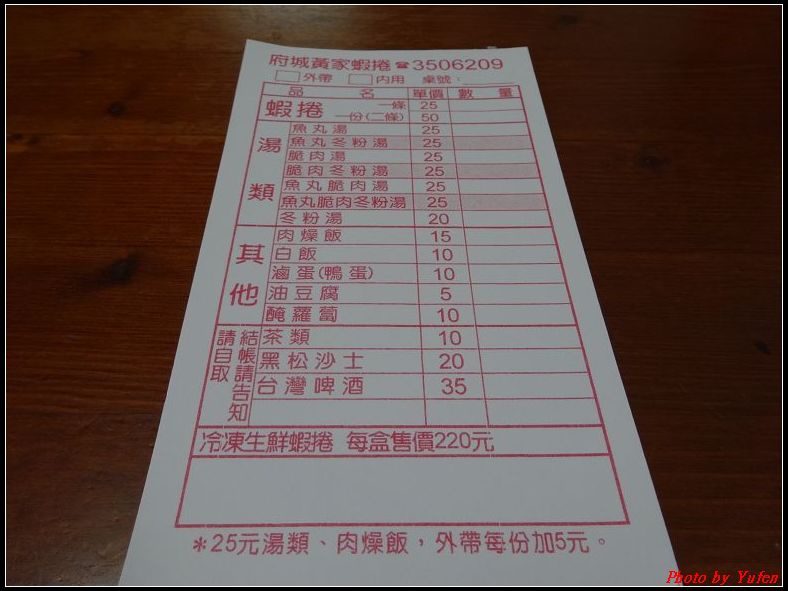 府城黃家蝦捲☎3506209
外帶 內用 桌號:
品名 單價 數量
蝦捲 一條 25
一份(二條) 50
湯類
魚丸湯 25
魚丸冬粉湯 25
脆肉湯 25
脆肉冬粉湯 25
魚丸脆肉湯 25
魚丸脆肉冬粉湯 25
冬粉湯 20
其他
肉燥飯 15
白飯 10
滷蛋(鴨蛋) 10
油豆腐 5
醃蘿蔔 10
結帳請告知
請自取
茶類 10
黑松沙士 20
台灣啤酒 35
冷凍生鮮蝦捲 每盒售價220元
*25元湯類、肉燥飯,外帶每份加5元。
Photo by Yufen